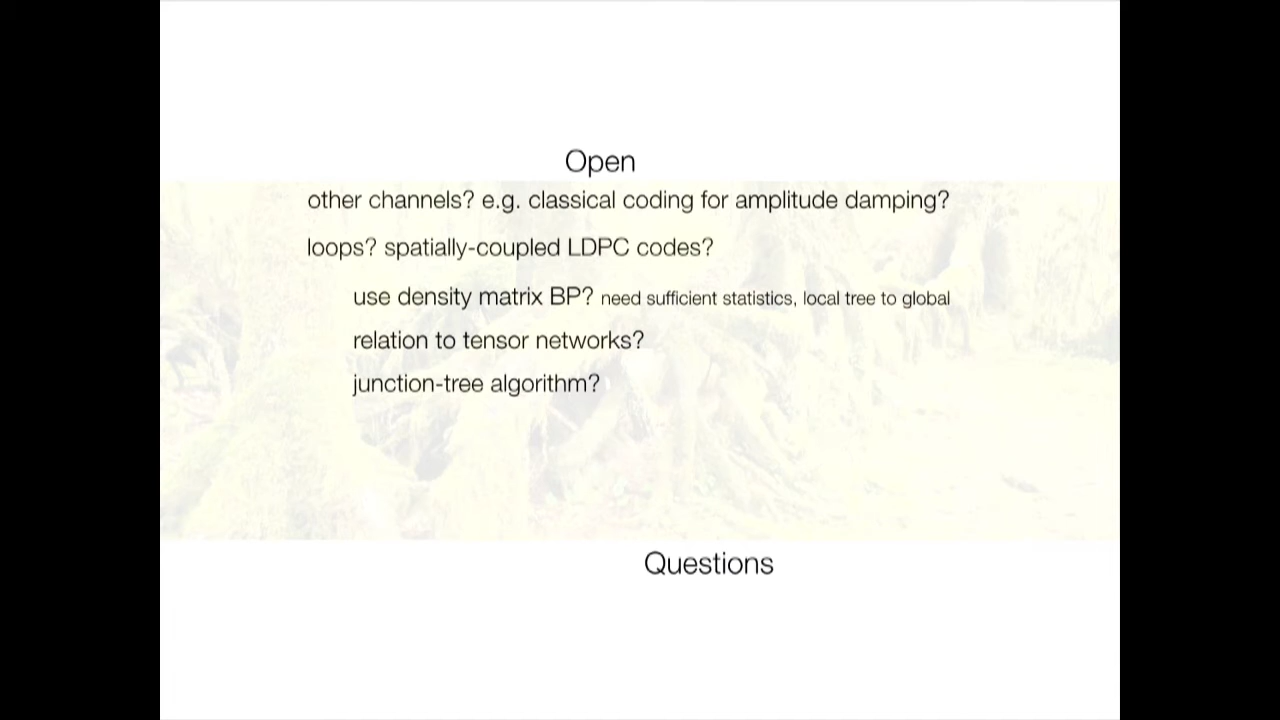 Open
other channels? e.g. classical coding for amplitude damping?
loops? spatially-coupled LDPC codes?
use density matrix BP? need sufficient statistics, local tree to global
relation to tensor networks?
junction-tree algorithm?
Questions